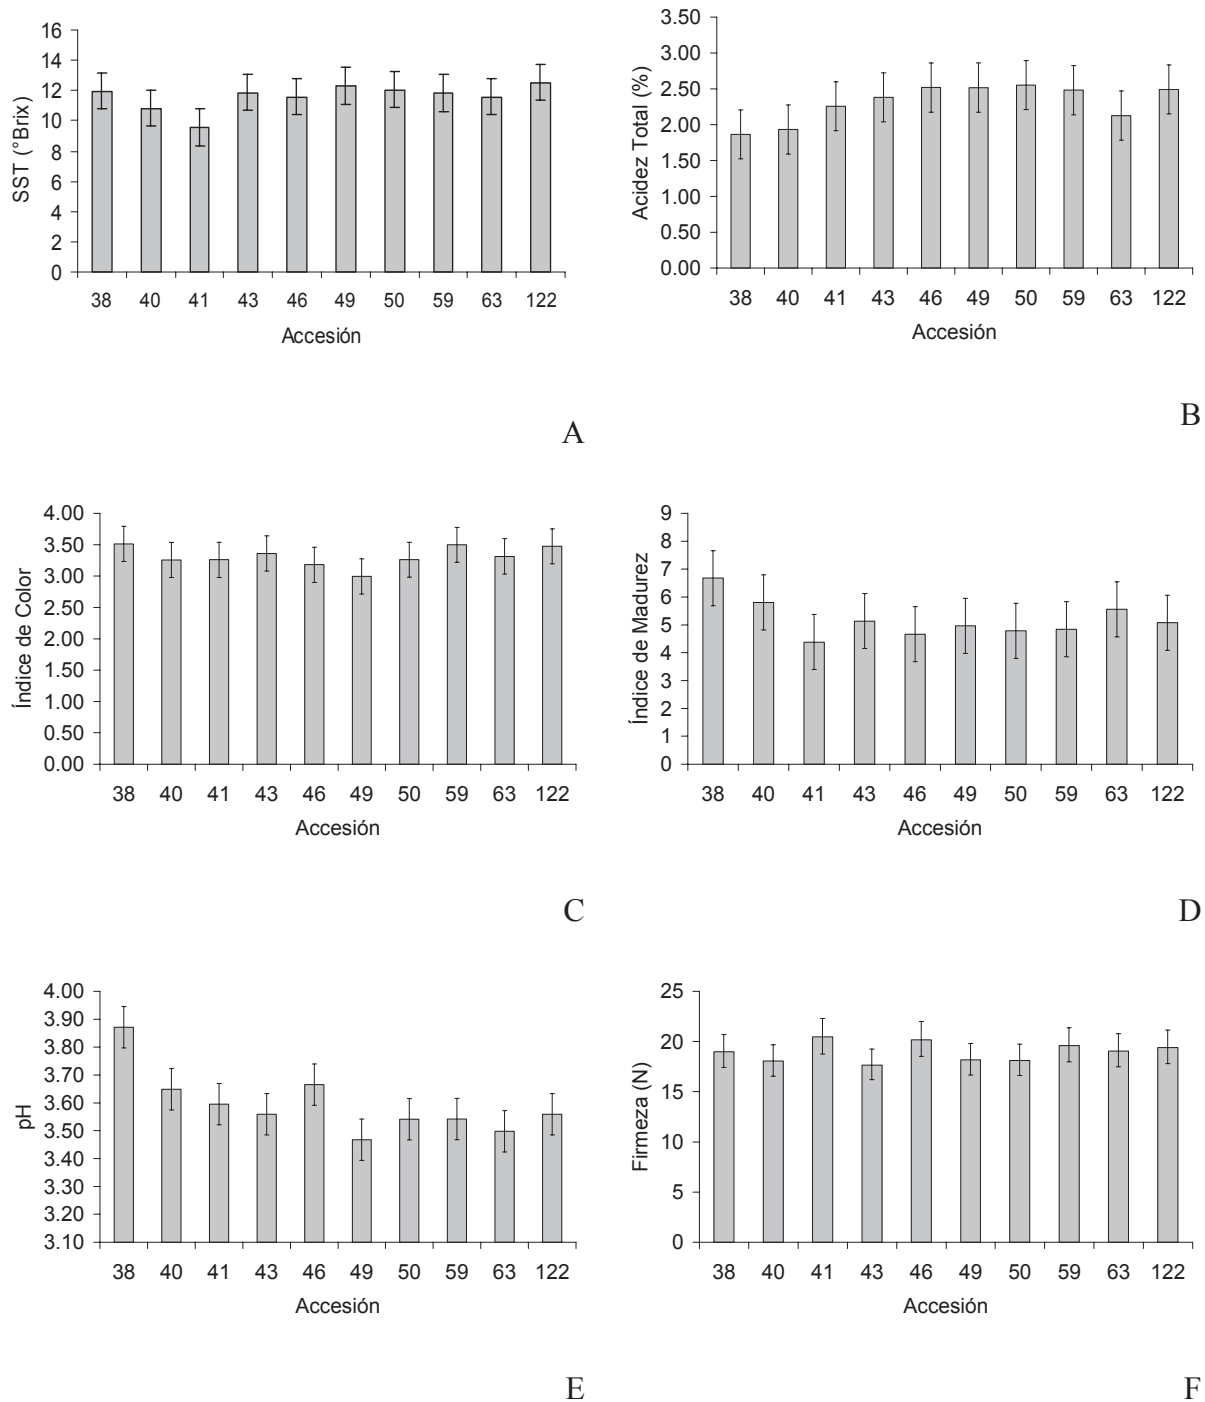 SST (°Brix)
16
14
12
10
8
6
4
2
0
38 40 41 43 46 49 50 59 63 122
Accesión
A
Acidez Total (%)
3.50
3.00
2.50
2.00
1.50
1.00
0.50
0.00
38 40 41 43 46 49 50 59 63 122
Accesión
B
Índice de Color
4.00
3.50
3.00
2.50
2.00
1.50
1.00
0.50
0.00
38 40 41 43 46 49 50 59 63 122
Accesión
C
Índice de Madurez
9
8
7
6
5
4
3
2
1
0
38 40 41 43 46 49 50 59 63 122
Accesión
D
pH
4.00
3.90
3.80
3.70
3.60
3.50
3.40
3.30
3.20
3.10
38 40 41 43 46 49 50 59 63 122
Accesión
E
Firmeza (N)
25
20
15
10
5
0
38 40 41 43 46 49 50 59 63 122
Accesión
F